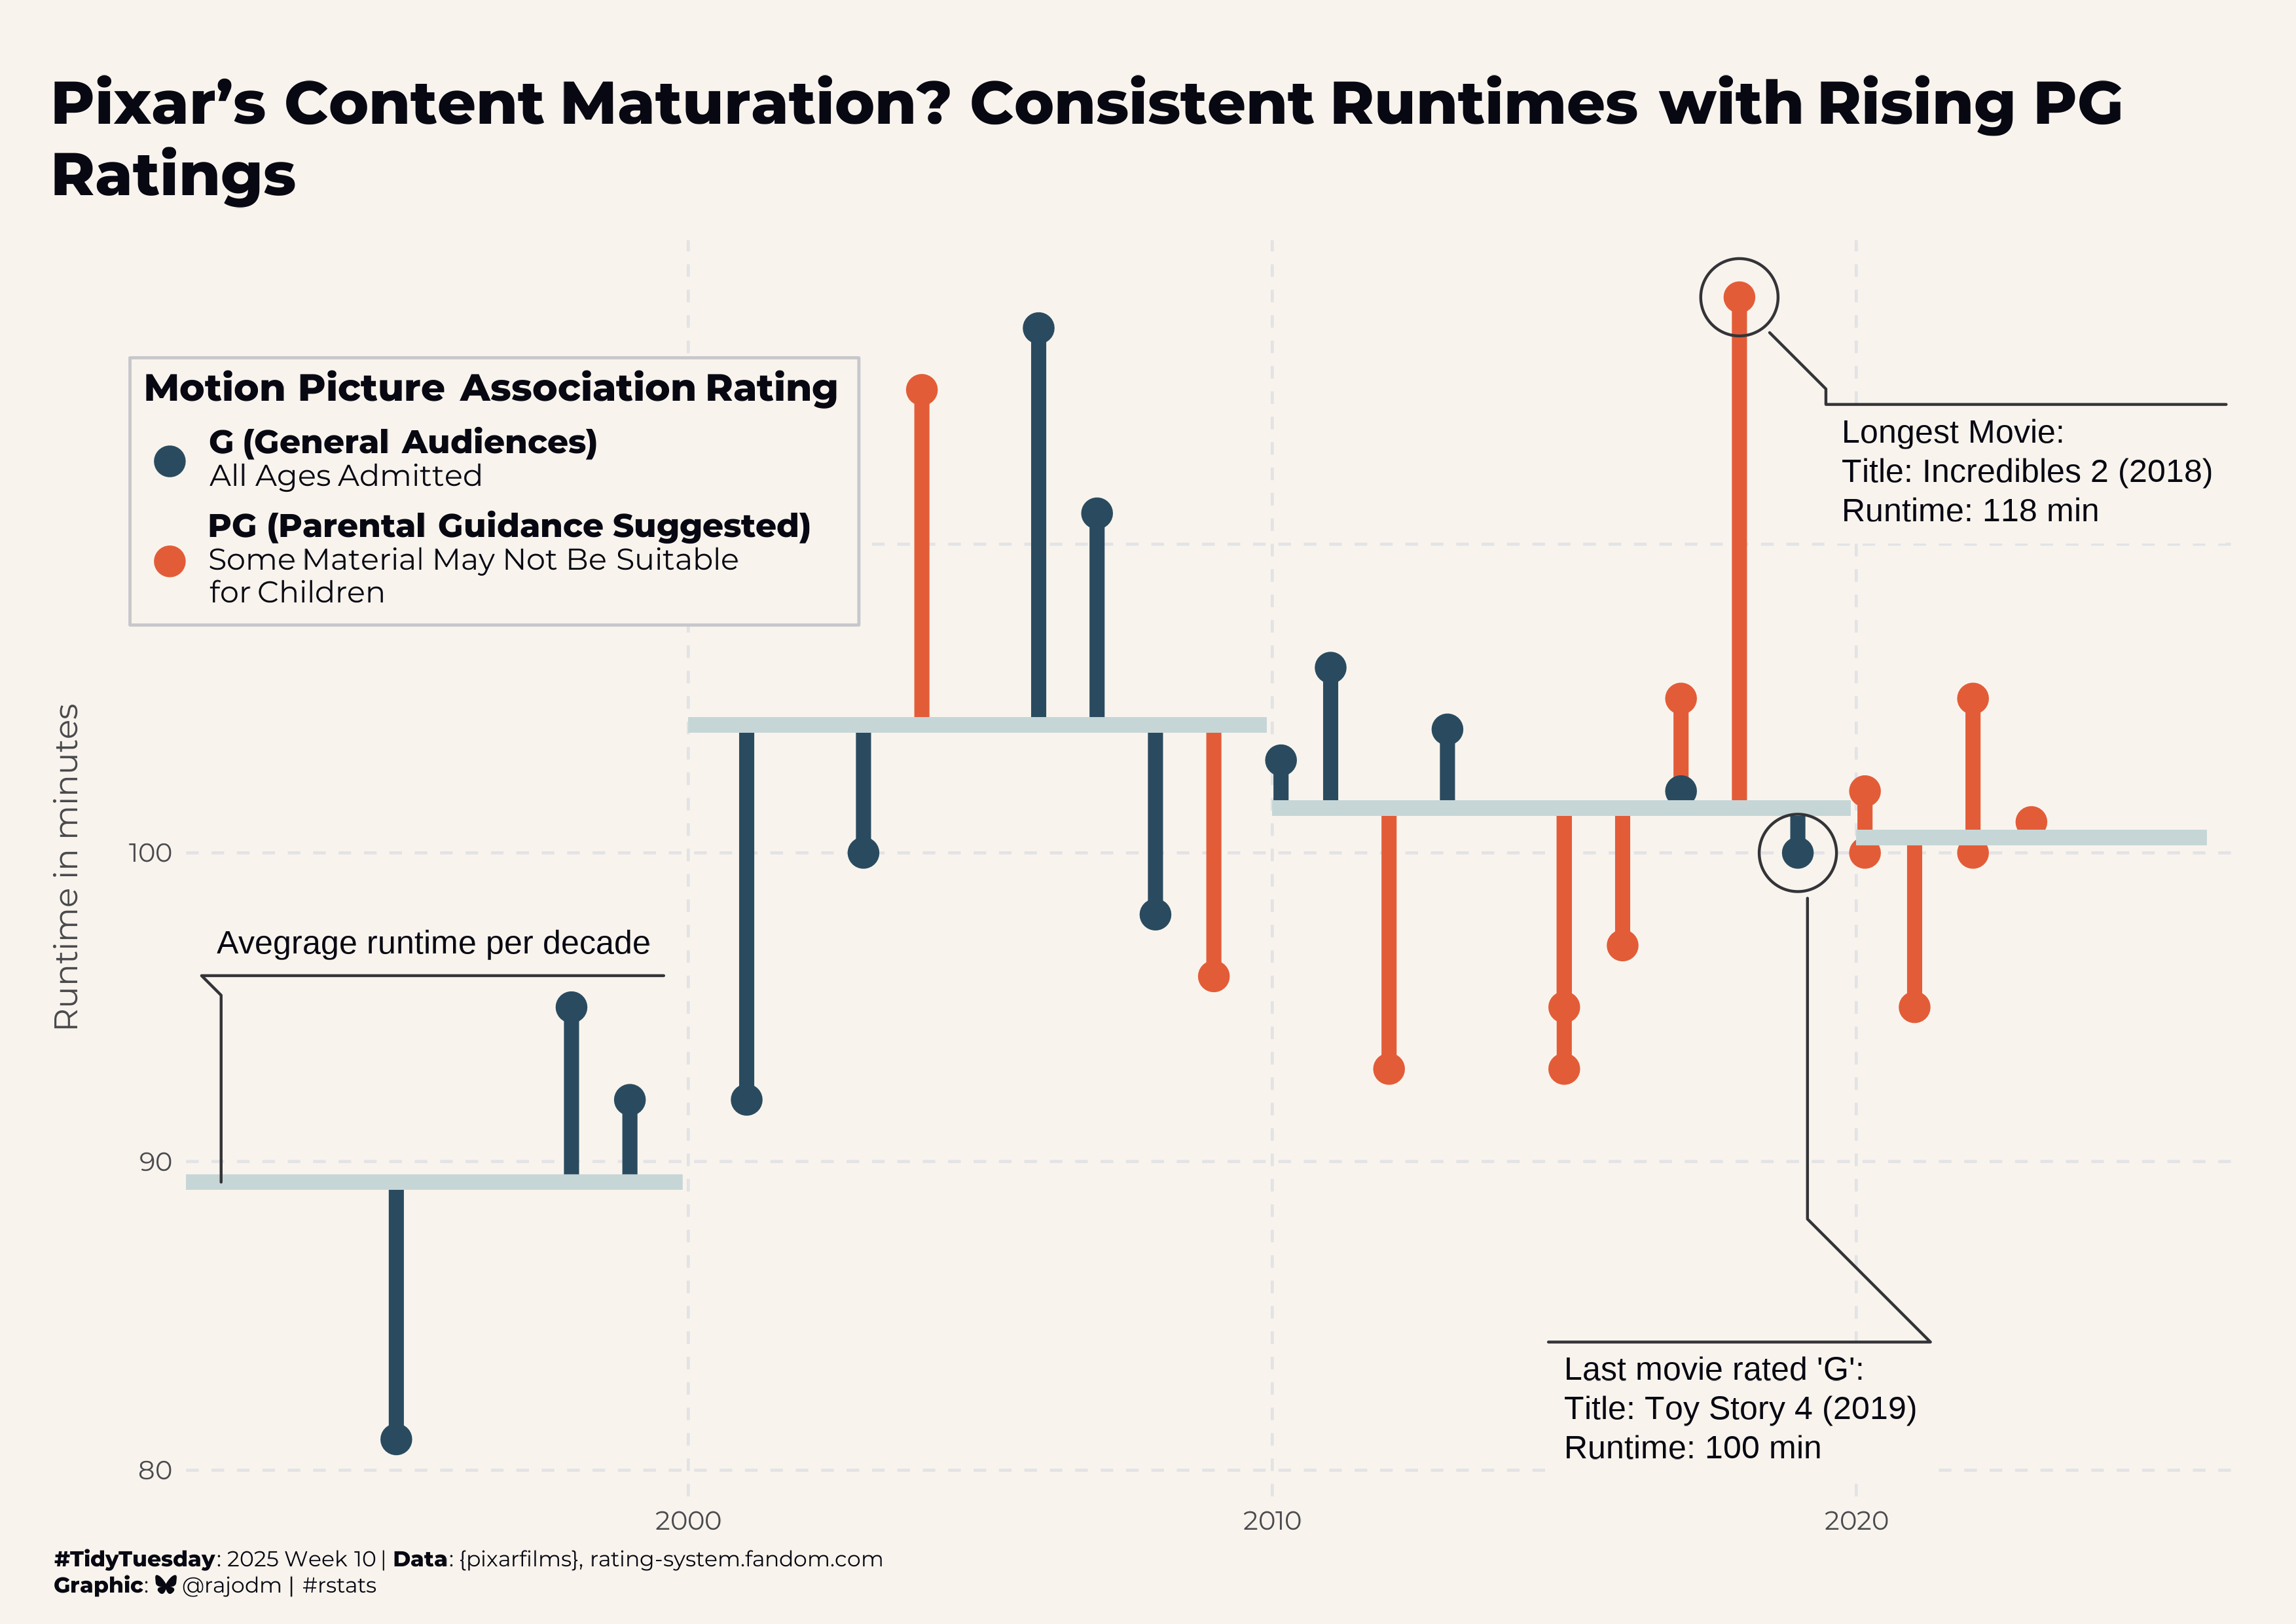 Pixar’s Content Maturation? Consistent Runtimes with Rising PG
Ratings
Motion Picture Association Rating
G (General Audiences)
All Ages Admitted
PG (Parental Guidance Suggested)
Some Material May Not Be Suitable
for Children
Longest Movie:
Title: Incredibles 2 (2018)
Runtime: 118 min
Runtime in minutes
100
90
80
Avegrage runtime per decade
Last movie rated 'G':
Title: Toy Story 4 (2019)
Runtime: 100 min
2000
2010
2020
#TidyTuesday: 2025 Week 10 | Data: {pixarfilms}, rating-system.fandom.com
Graphic: @rajodm | #rstats